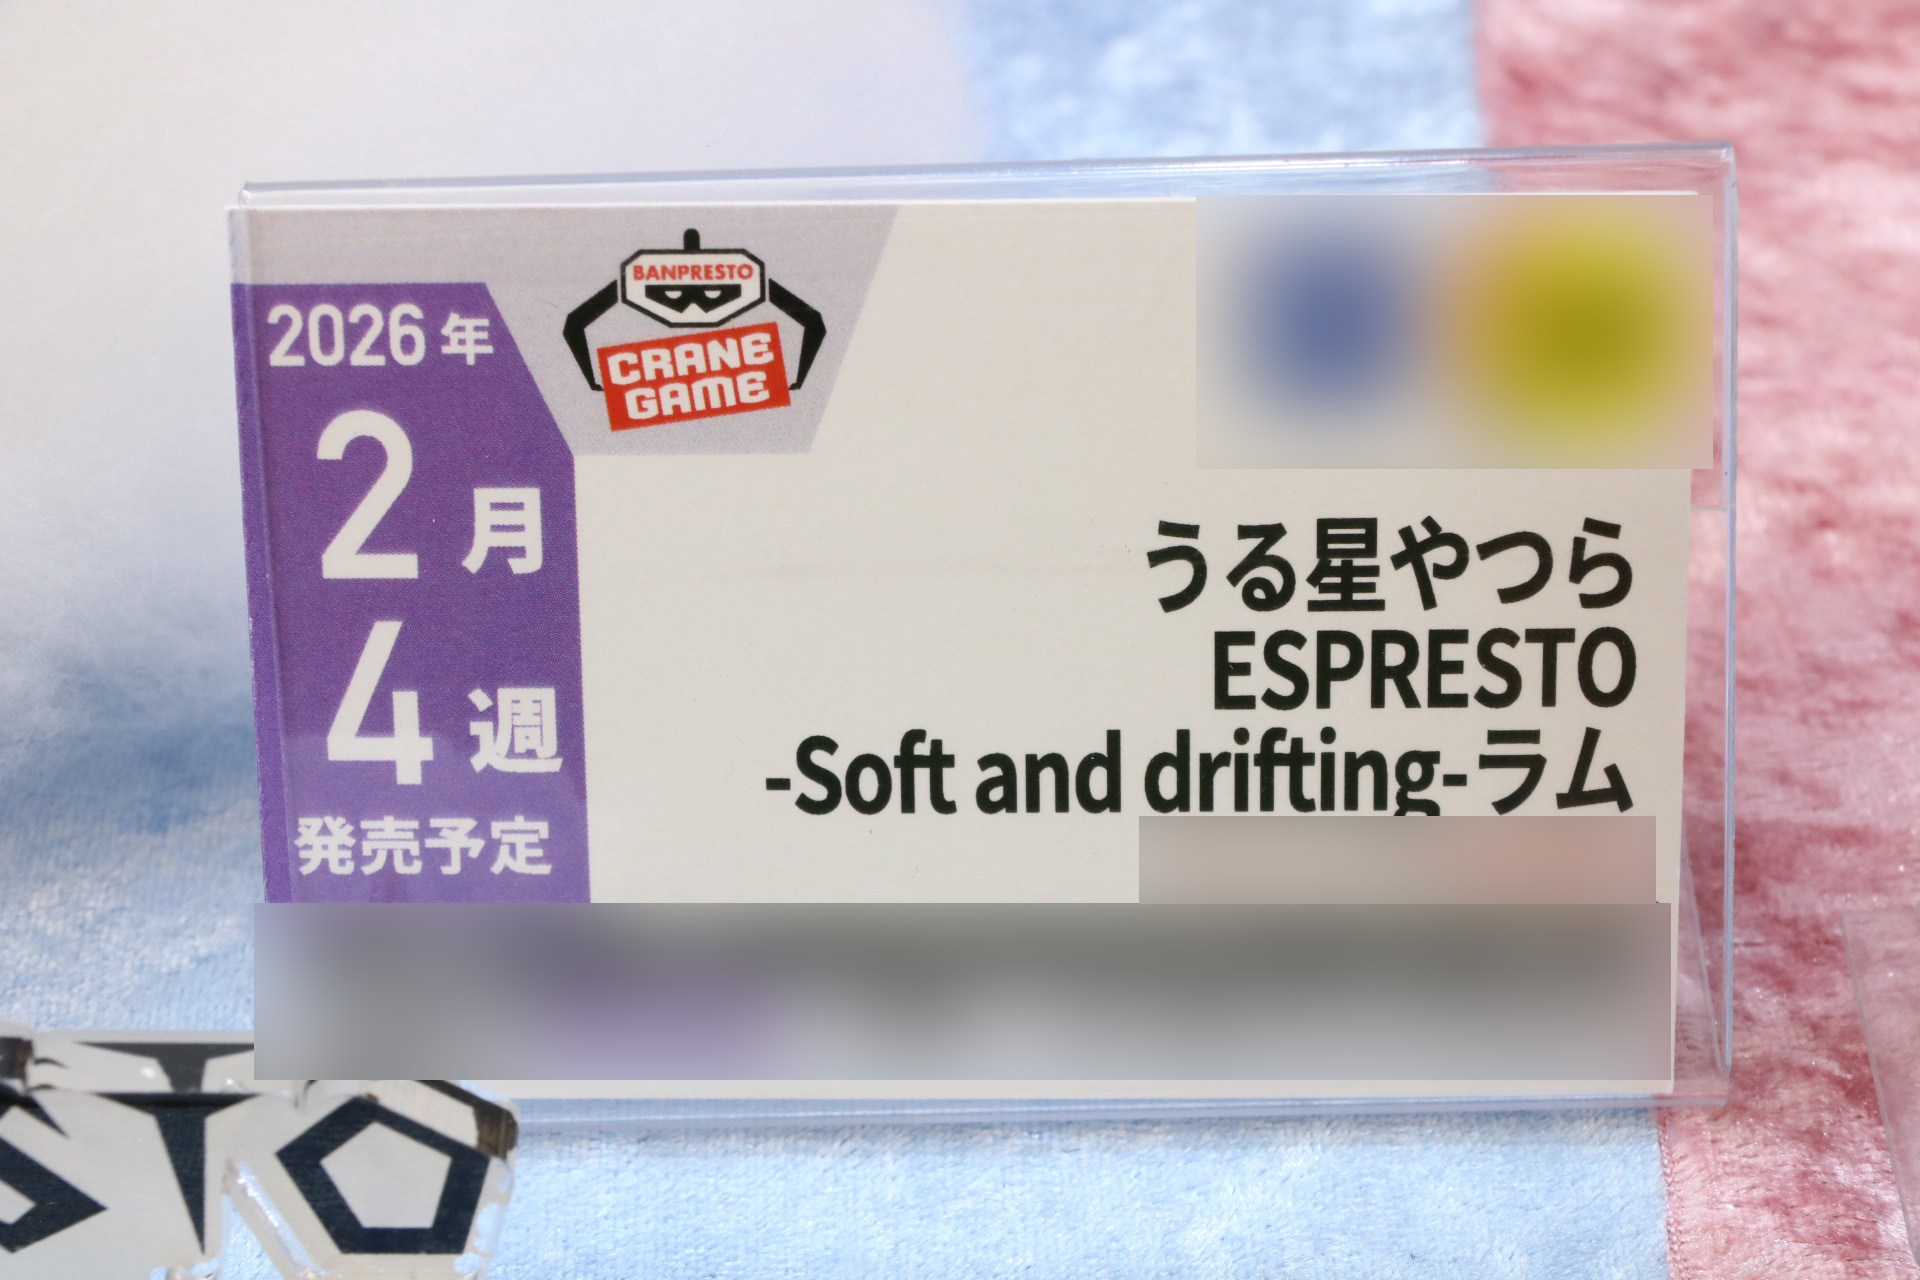 BANPRESTO
CRANE
GAME
2026年
2月
4週
発売予定
うる星やつら
ESPRESTO
-Soft and drifting-ラム
STO